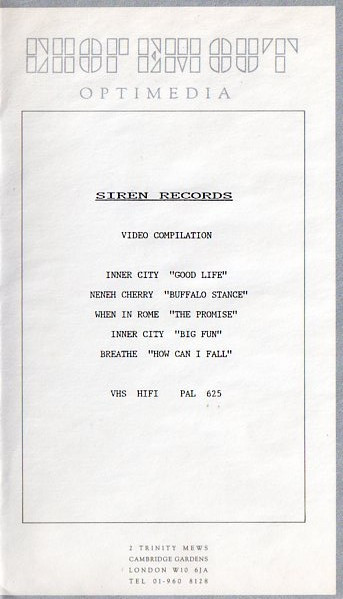 OPTIMEDIA
SIREN RECORDS
VIDEO COMPILATION
INNER CITY "GOOD LIFE"
NENEH CHERRY "BUFFALO STANCE"
WHEN IN ROME "THE PROMISE"
INNER CITY "BIG FUN"
BREATHE "HOW CAN I FALL"
VHS HIFI PAL 625
2 TRINITY MEWS
CAMBRIDGE GARDENS
LONDON W10 6JA
TEL 01-960 8128